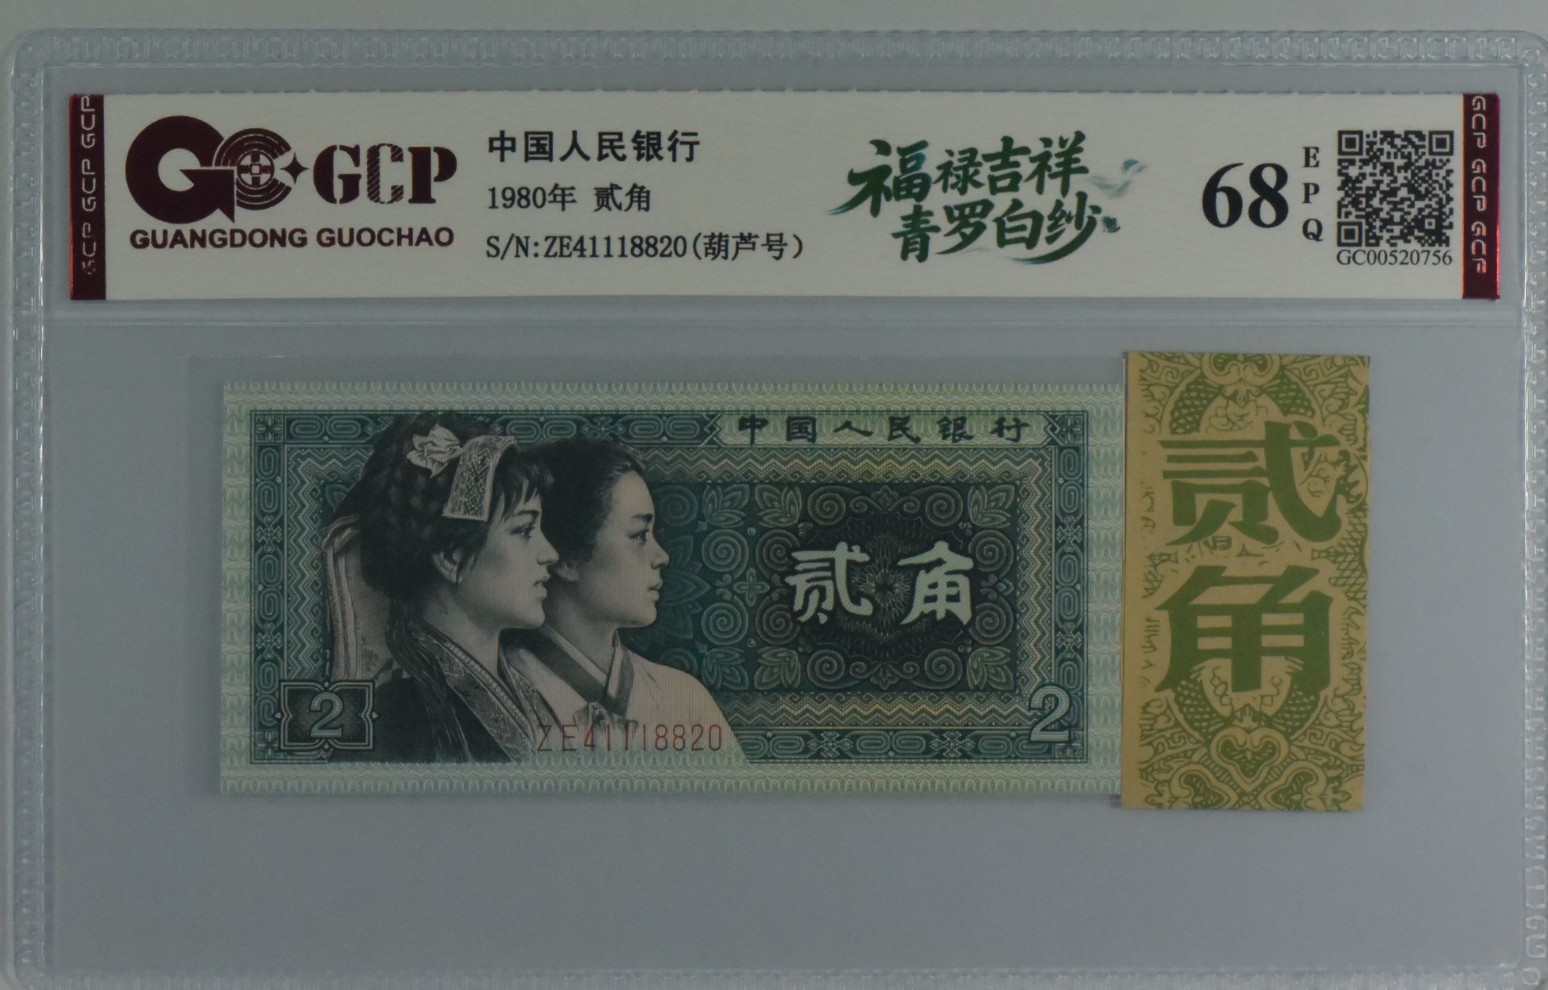 GCP
GUANGDONG GUOCHAO
中国人民银行
1980年 贰角
S/N:ZE41118820(葫芦号)
福禄吉祥
青罗白纱
68
E
P
Q
GC00520756
GCP GCP
GCP GCP
中国人民银行
贰角
2
2
ZE41118820
贰角